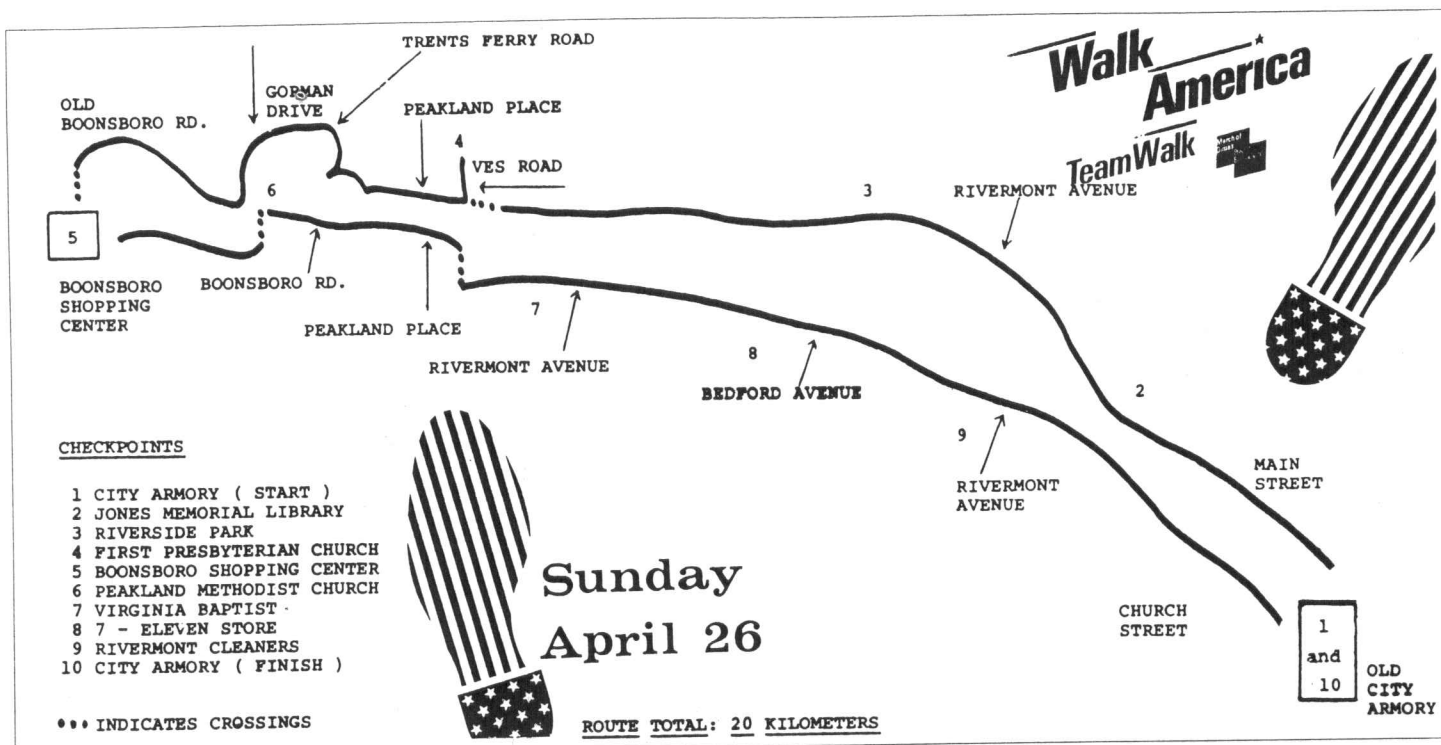 TRENTS FERRY ROAD
GORMAN
DRIVE
OLD
BOONSBORO RD.
PEAKLAND PLACE
4
VES ROAD
Walk
America
TeamWalk
March of
Dimes
3
RIVERMONT AVENUE
6
5
BOONSBORO
SHOPPING
CENTER
BOONSBORO RD.
PEAKLAND PLACE
7
RIVERMONT AVENUE
8
BEDFORD AVENUE
2
9
RIVERMONT
AVENUE
MAIN
STREET
CHURCH
STREET
1
and
10
OLD
CITY
ARMORY
CHECKPOINTS
1 CITY ARMORY ( START )
2 JONES MEMORIAL LIBRARY
3 RIVERSIDE PARK
4 FIRST PRESBYTERIAN CHURCH
5 BOONSBORO SHOPPING CENTER
6 PEAKLAND METHODIST CHURCH
7 VIRGINIA BAPTIST
8 7 - ELEVEN STORE
9 RIVERMONT CLEANERS
10 CITY ARMORY ( FINISH )
••• INDICATES CROSSINGS
Sunday
April 26
ROUTE TOTAL: 20 KILOMETERS